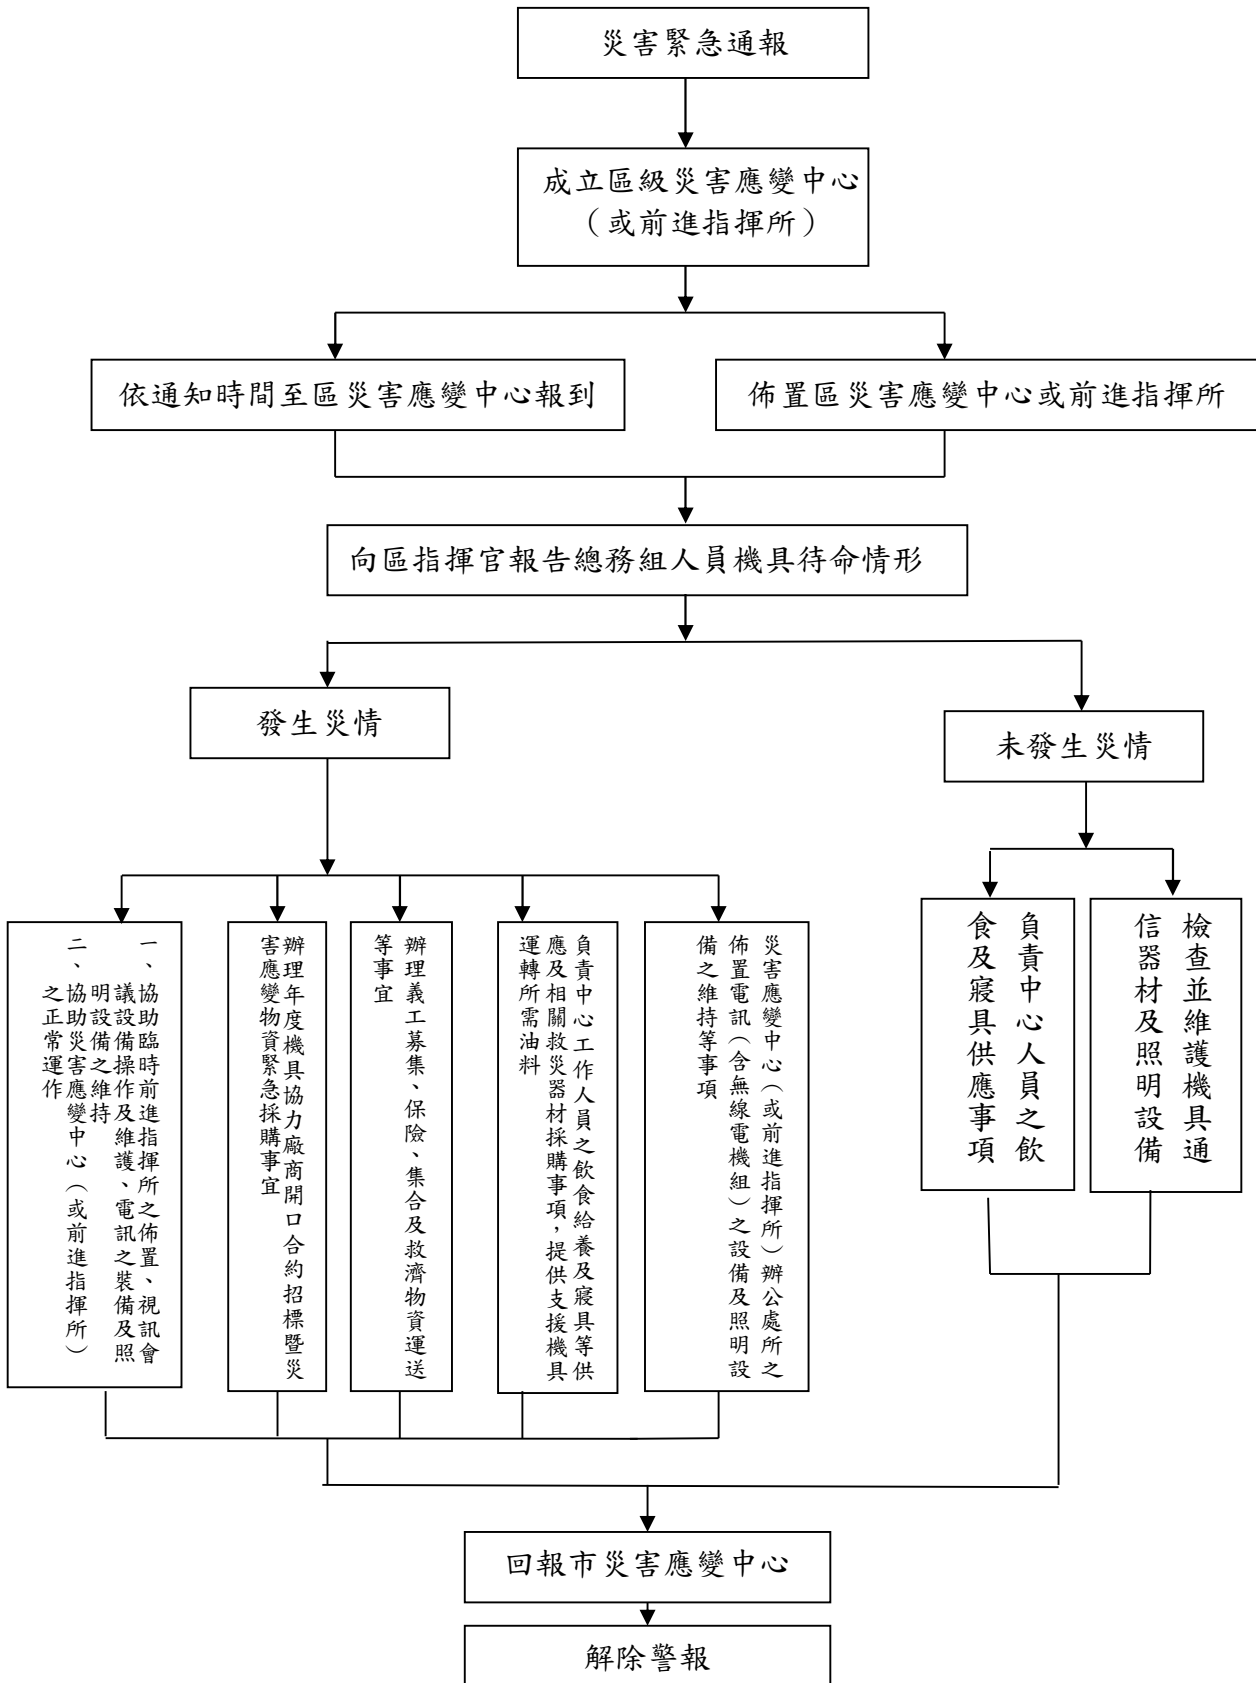 災害緊急通報
成立區級災害應變中心
（或前進指揮所）
依通知時間至區災害應變中心報到
佈置區災害應變中心或前進指揮所
向區指揮官報告總務組人員機具待命情形
發生災情
未發生災情
一、協助臨時前進指揮所之佈置、視訊會
議設備操作及維護、電訊之裝備及照
明設備之維持
二、協助災害應變中心（或前進指揮所）
之正常運作
辦理年度機具協力廠商開口合約招標暨災
害應變物資緊急採購事宜
辦理義工募集、保險、集合及救濟物資運送
等事宜
負責中心工作人員之飲食給養及寢具等供
應及相關救災器材採購事項，提供支援機具
運轉所需油料
災害應變中心（或前進指揮所）辦公處所之
佈置電訊（含無線電機組）之設備及照明設
備之維持等事項
負責中心人員之飲
食及寢具供應事項
檢查並維護機具通
信器材及照明設備
回報市災害應變中心
解除警報